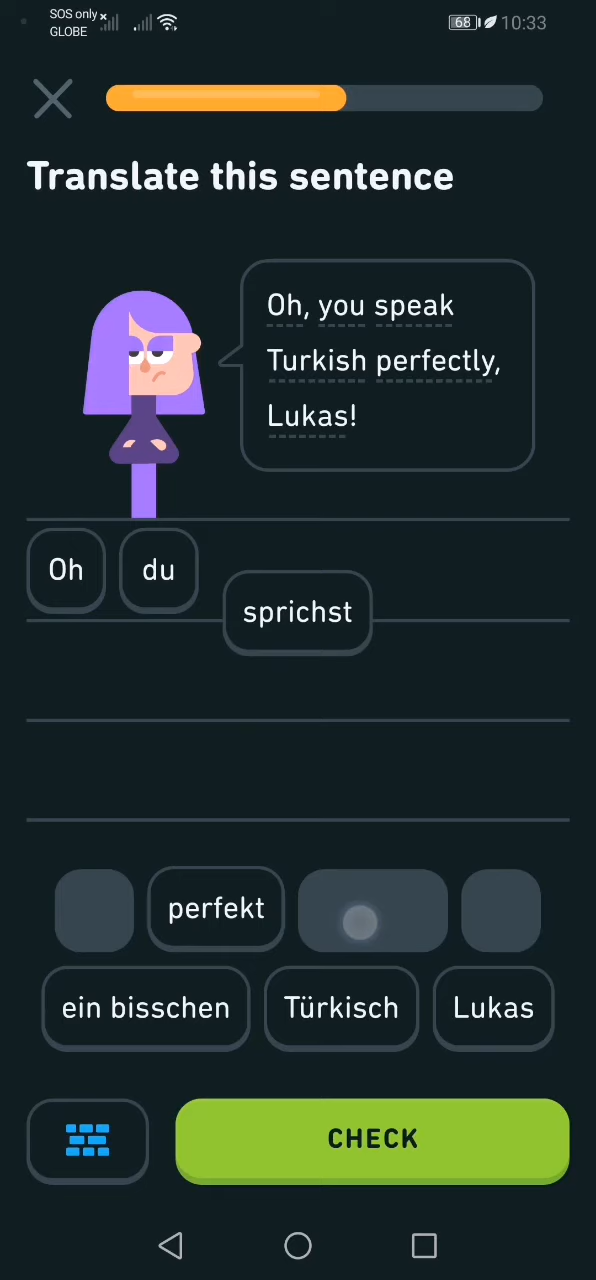 SOS only
GLOBE
68
10:33
Translate this sentence
Oh, you speak
Turkish perfectly,
Lukas!
Oh du
sprichst
perfekt
ein bisschen Türkisch Lukas
CHECK